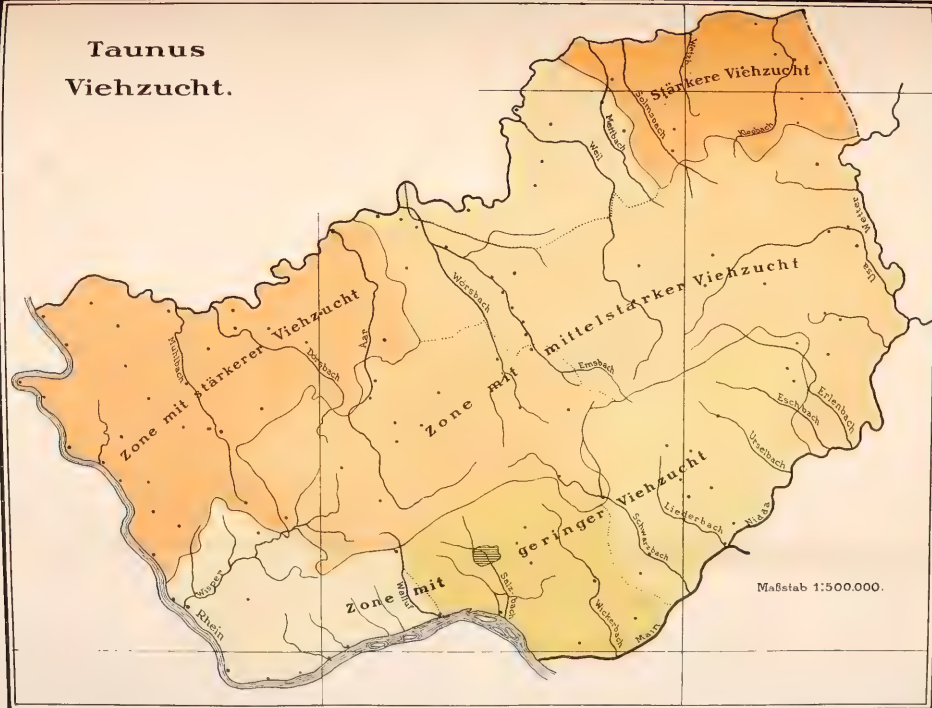 Taunus
Viehzucht.
Stärkere Viehzucht
Solmsbach
Mettbach
Weil
Kleebach
Wetter
Usa
Zone mit stärkerer Viehzucht
Mühlbach
Dörsbach
Aar
Wörsbach
Emsbach
Zone mit mittelstarker Viehzucht
Erlenbach
Eschbach
Urselbach
Liederbach
Nidda
Schwarzbach
Zone mit geringer Viehzucht
Wisper
Rhein
Walluf
Salzbach
Wickerbach
Main
Maßstab 1:500.000.